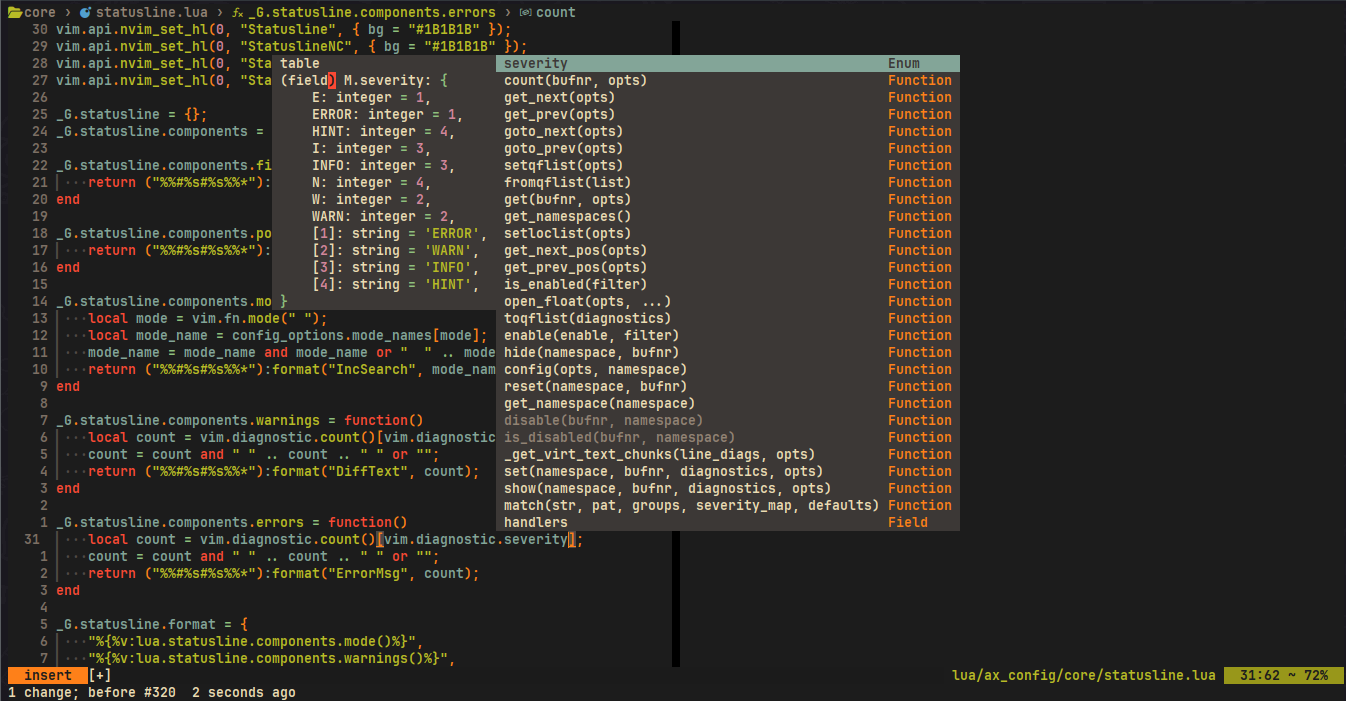 core › statusline.lua › _G.statusline.components.errors › count
30 vim.api.nvim_set_hl(0, "Statusline", { bg = "#1B1B1B" });
29 vim.api.nvim_set_hl(0, "StatuslineNC", { bg = "#1B1B1B" });
28 vim.api.nvim_set_hl(0, "Sta
27 vim.api.nvim_set_hl(0, "Sta
26
25 _G.statusline = {};
24 _G.statusline.components =
23
22 _G.statusline.components.fi
21 ···return ("%%#%s#%s%%*"):
20 end
19
18 _G.statusline.components.po
17 ···return ("%%#%s#%s%%*"):
16 end
15
14 _G.statusline.components.mo
13 ···local mode = vim.fn.mode(" ");
12 ···local mode_name = config_options.mode_names[mode];
11 ···mode_name = mode_name and mode_name or "  " .. mode
10 ···return ("%%#%s#%s%%*"):format("IncSearch", mode_nam
9 end
8
7 _G.statusline.components.warnings = function()
6 ···local count = vim.diagnostic.count()[vim.diagnostic
5 ···count = count and " " .. count .. " " or "";
4 ···return ("%%#%s#%s%%*"):format("DiffText", count);
3 end
2
1 _G.statusline.components.errors = function()
31 ···local count = vim.diagnostic.count()[vim.diagnostic.severity];
1 ···count = count and " " .. count .. " " or "";
2 ···return ("%%#%s#%s%%*"):format("ErrorMsg", count);
3 end
4
5 _G.statusline.format = {
6 ···"%{%v:lua.statusline.components.mode()%}",
7 ···"%{%v:lua.statusline.components.warnings()%}",
table
(field) M.severity: {
E: integer = 1,
ERROR: integer = 1,
HINT: integer = 4,
I: integer = 3,
INFO: integer = 3,
N: integer = 4,
W: integer = 2,
WARN: integer = 2,
[1]: string = 'ERROR',
[2]: string = 'WARN',
[3]: string = 'INFO',
[4]: string = 'HINT',
}
severity Enum
count(bufnr, opts) Function
get_next(opts) Function
get_prev(opts) Function
goto_next(opts) Function
goto_prev(opts) Function
setqflist(opts) Function
fromqflist(list) Function
get(bufnr, opts) Function
get_namespaces() Function
setloclist(opts) Function
get_next_pos(opts) Function
get_prev_pos(opts) Function
is_enabled(filter) Function
open_float(opts, ...) Function
toqflist(diagnostics) Function
enable(enable, filter) Function
hide(namespace, bufnr) Function
config(opts, namespace) Function
reset(namespace, bufnr) Function
get_namespace(namespace) Function
disable(bufnr, namespace) Function
is_disabled(bufnr, namespace) Function
_get_virt_text_chunks(line_diags, opts) Function
set(namespace, bufnr, diagnostics, opts) Function
show(namespace, bufnr, diagnostics, opts) Function
match(str, pat, groups, severity_map, defaults) Function
handlers Field
insert [+] lua/ax_config/core/statusline.lua 31:62 ~ 72%
1 change; before #320  2 seconds ago